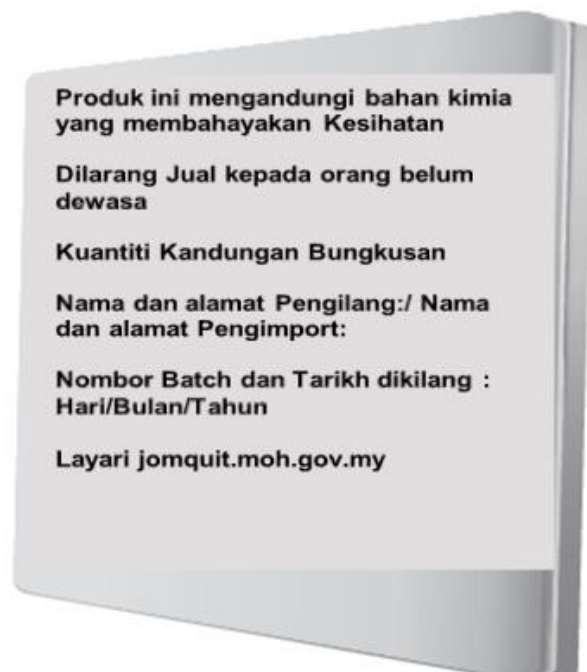 Produk ini mengandungi bahan kimia
yang membahayakan Kesihatan
Dilarang Jual kepada orang belum
dewasa
Kuantiti Kandungan Bungkusan
Nama dan alamat Pengilang:/ Nama
dan alamat Pengimport:
Nombor Batch dan Tarikh dikilang :
Hari/Bulan/Tahun
Layari jomquit.moh.gov.my